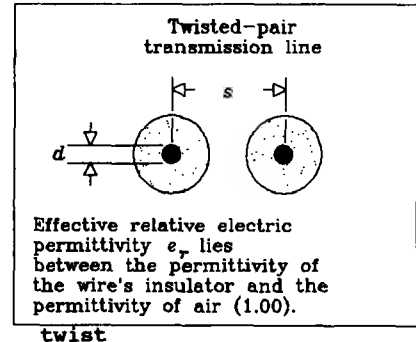 Twisted-pair
transmission line
s
d
Effective relative electric
permittivity e_r lies
between the permittivity of
the wire's insulator and the
permittivity of air (1.00).
twist